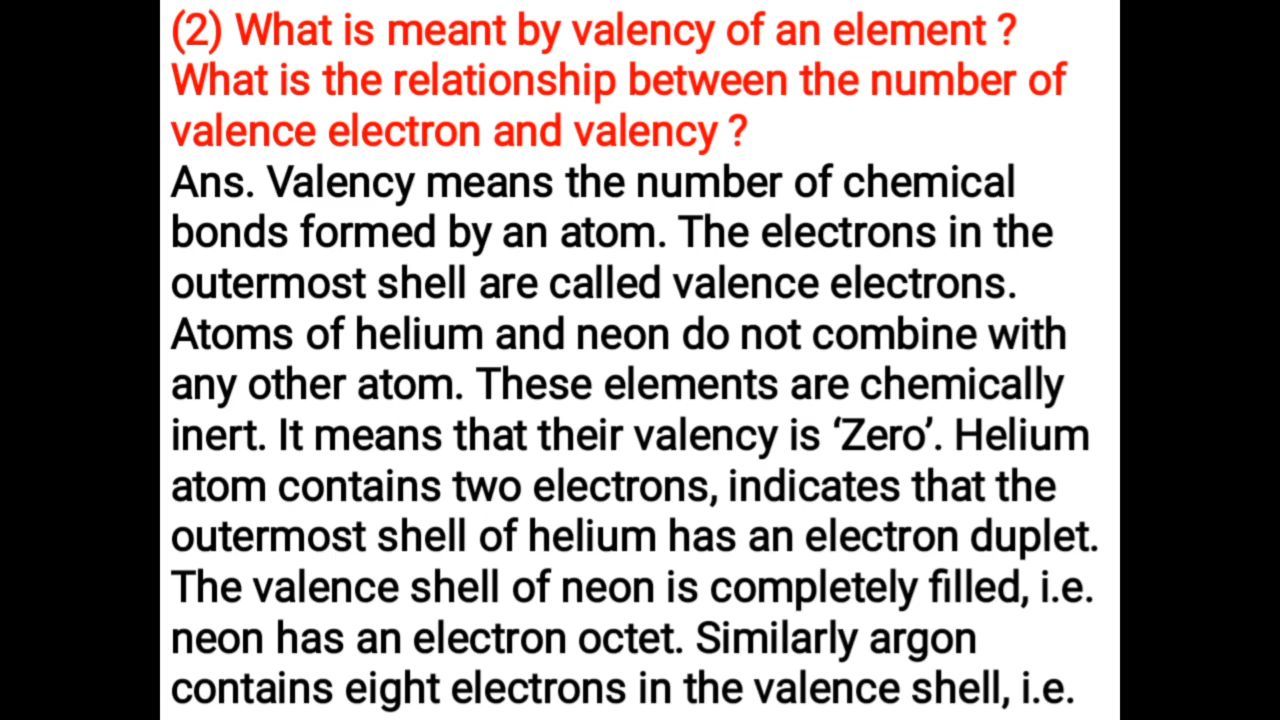 (2) What is meant by valency of an element ?
What is the relationship between the number of
valence electron and valency ?
Ans. Valency means the number of chemical
bonds formed by an atom. The electrons in the
outermost shell are called valence electrons.
Atoms of helium and neon do not combine with
any other atom. These elements are chemically
inert. It means that their valency is ‘Zero’. Helium
atom contains two electrons, indicates that the
outermost shell of helium has an electron duplet.
The valence shell of neon is completely filled, i.e.
neon has an electron octet. Similarly argon
contains eight electrons in the valence shell, i.e.